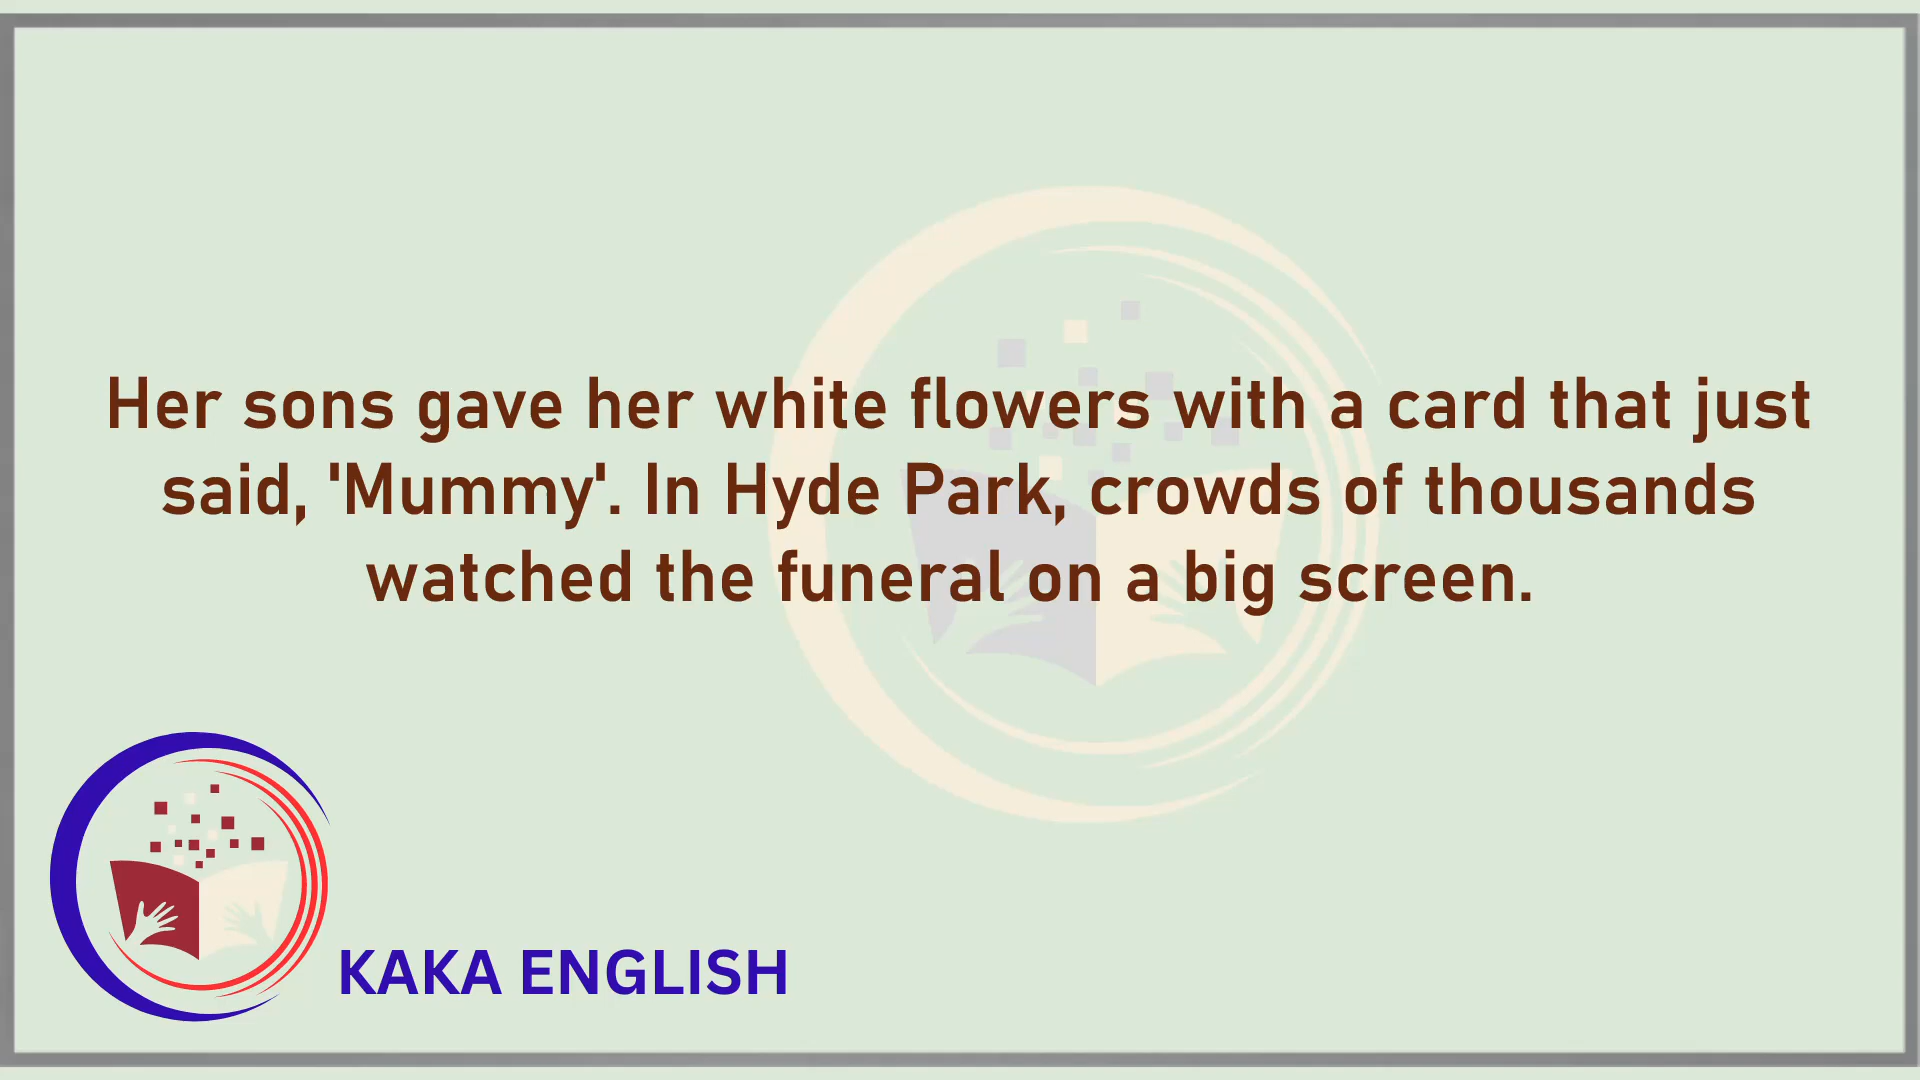 Her sons gave her white flowers with a card that just
said, 'Mummy'. In Hyde Park, crowds of thousands
watched the funeral on a big screen.
KAKA ENGLISH